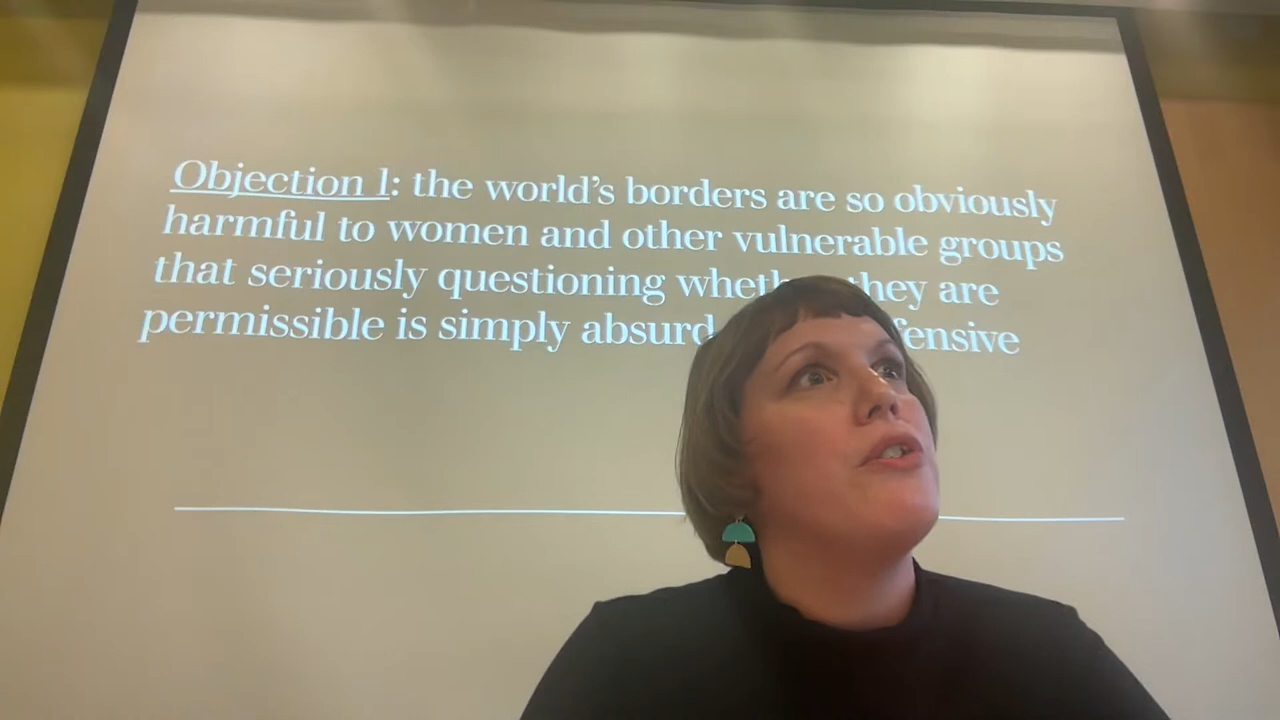 Objection 1: the world's borders are so obviously
harmful to women and other vulnerable groups
that seriously questioning they are
permissible is simply absurd